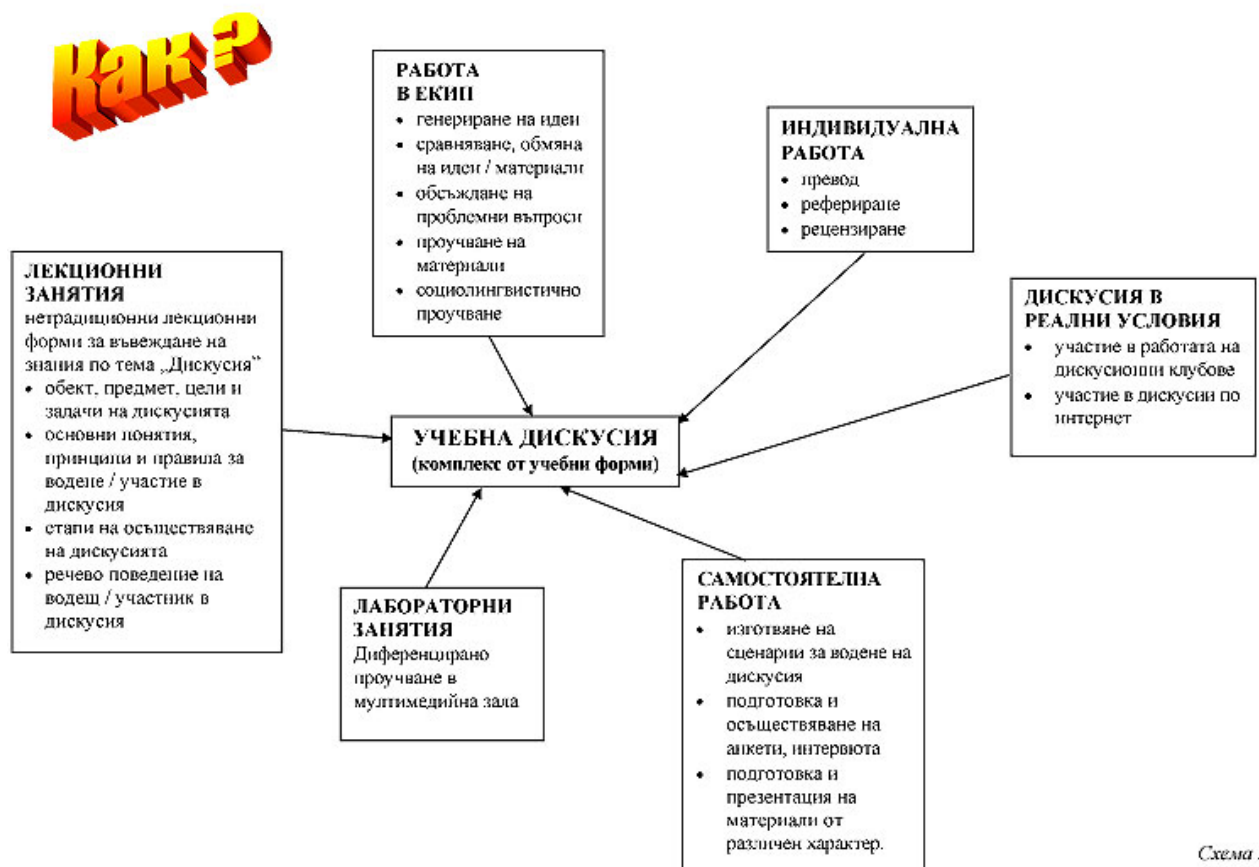 Как ?
РАБОТА
В ЕКИП
• генериране на идеи
• сравняване, обмяна
на идеи / материали
• обсъждане на
проблемни въпроси
• проучване на
материали
• социолингвистично
проучване
ИНДИВИДУАЛНА
РАБОТА
• превод
• рефериране
• рецензиране
ЛЕКЦИОННИ
ЗАНЯТИЯ
нетрадиционни лекционни
форми за въвеждане на
знания по тема „Дискусия“
• обект, предмет, цели и
задачи на дискусията
• основни понятия,
принципи и правила за
водене / участие в
дискусия
• етапи на осъществяване
на дискусията
• речево поведение на
водещ / участник в
дискусия
ДИСКУСИЯ В
РЕАЛНИ УСЛОВИЯ
• участие в работата на
дискусионни клубове
• участие в дискусии по
интернет
УЧЕБНА ДИСКУСИЯ
(комплекс от учебни форми)
ЛАБОРАТОРНИ
ЗАНЯТИЯ
Диференцирано
проучване в
мултимедийна зала
САМОСТОЯТЕЛНА
РАБОТА
• изготвяне на
сценарии за водене на
дискусия
• подготовка и
осъществяване на
анкети, интервюта
• подготовка и
презентация на
материали от
различен характер.
Схема